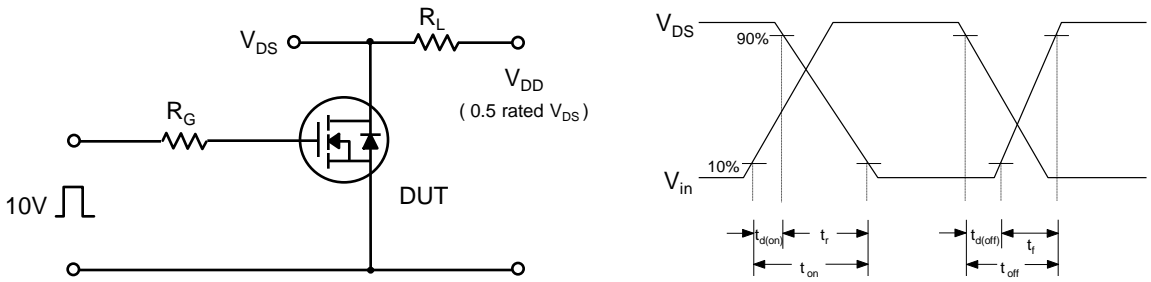 R_L
V_DS
V_DD
( 0.5 rated V_DS )
R_G
10V
DUT
V_DS
90%
10%
V_in
t_d(on)
t_r
t_on
t_d(off)
t_f
t_off